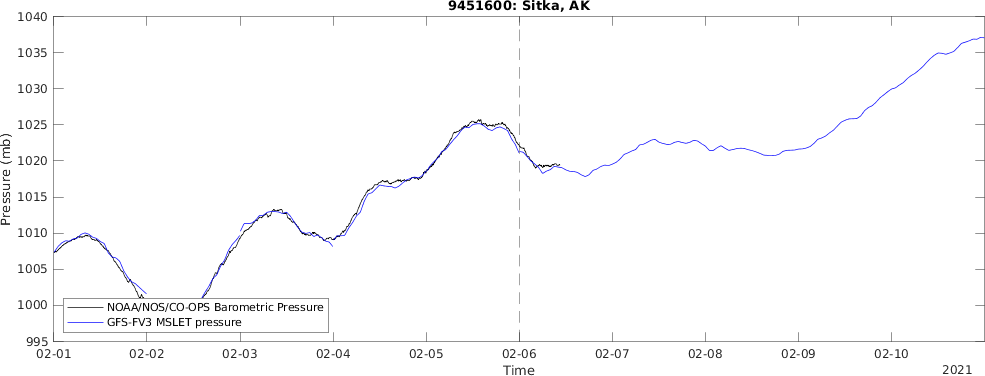 9451600: Sitka, AK
1040
1035
1030
1025
1020
1015
1010
1005
1000
995
Pressure (mb)
NOAA/NOS/CO-OPS Barometric Pressure
GFS-FV3 MSLET pressure
02-01 02-02 02-03 02-04 02-05 02-06 02-07 02-08 02-09 02-10
Time
2021